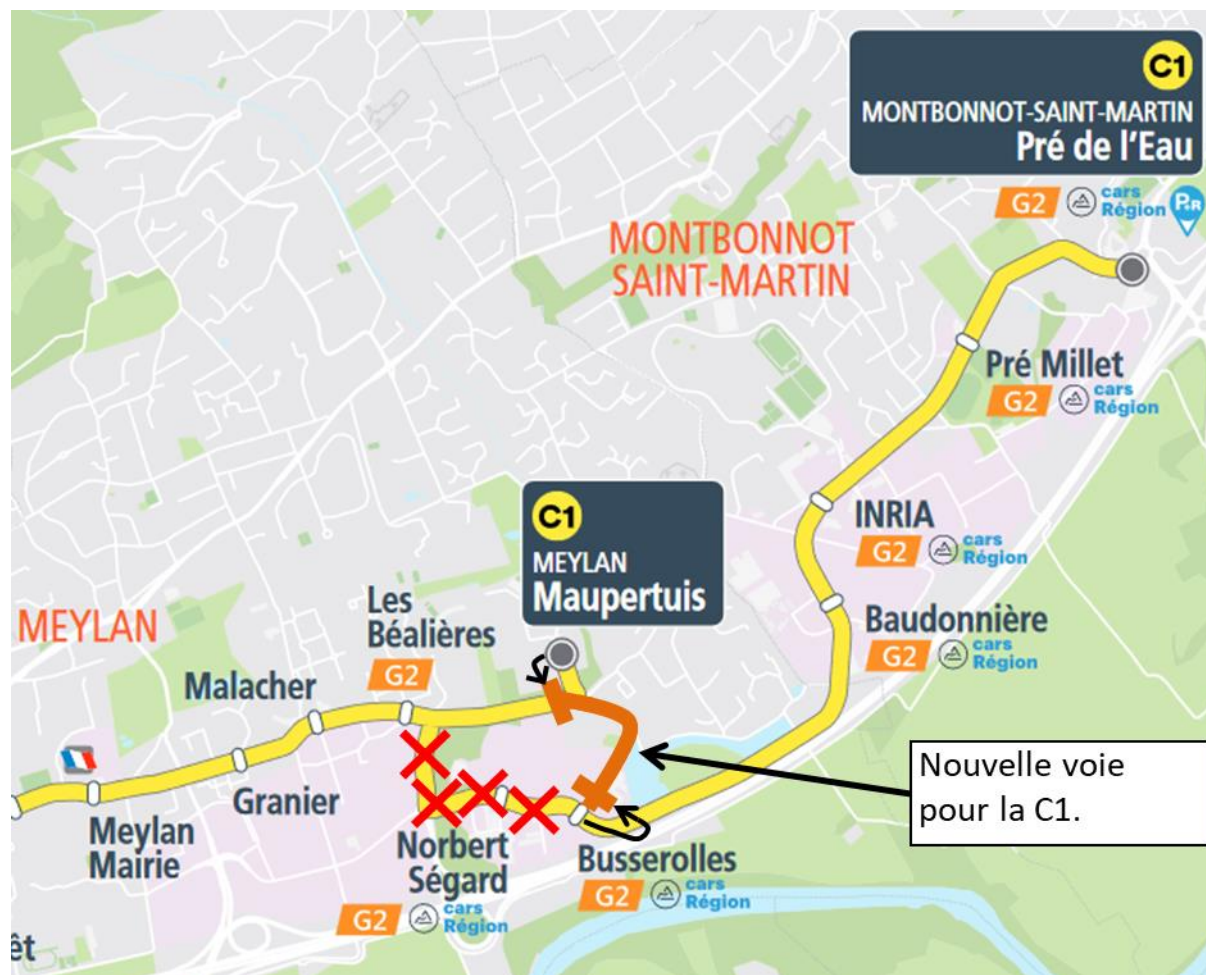 C1
MONTBONNOT-SAINT-MARTIN
Pré de l'Eau
G2 cars
Région P+R
MONTBONNOT
SAINT-MARTIN
Pré Millet
G2 cars
Région
C1
MEYLAN
Maupertuis
INRIA
G2 cars
Région
Baudonnière
G2 cars
Région
MEYLAN
Les
Béalières
G2
Malacher
Granier
Meylan
Mairie
Norbert
Ségard
G2 cars
Région
Busserolles
G2 cars
Région
Nouvelle voie
pour la C1.
êt